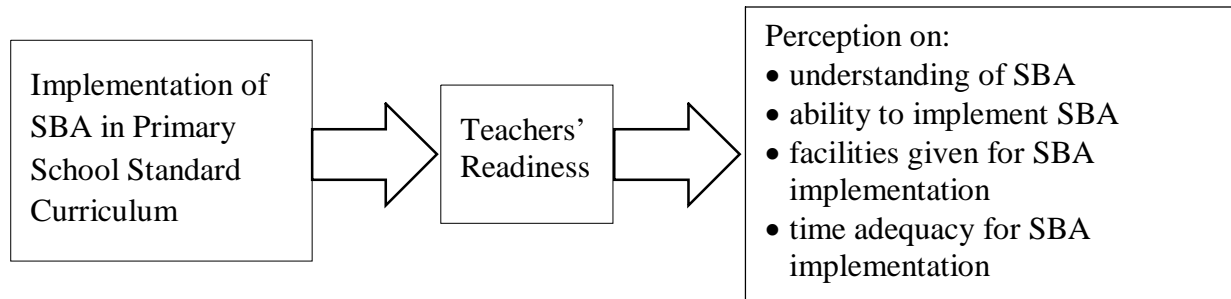 Implementation of
SBA in Primary
School Standard
Curriculum
Teachers’
Readiness
Perception on:
• understanding of SBA
• ability to implement SBA
• facilities given for SBA
implementation
• time adequacy for SBA
implementation